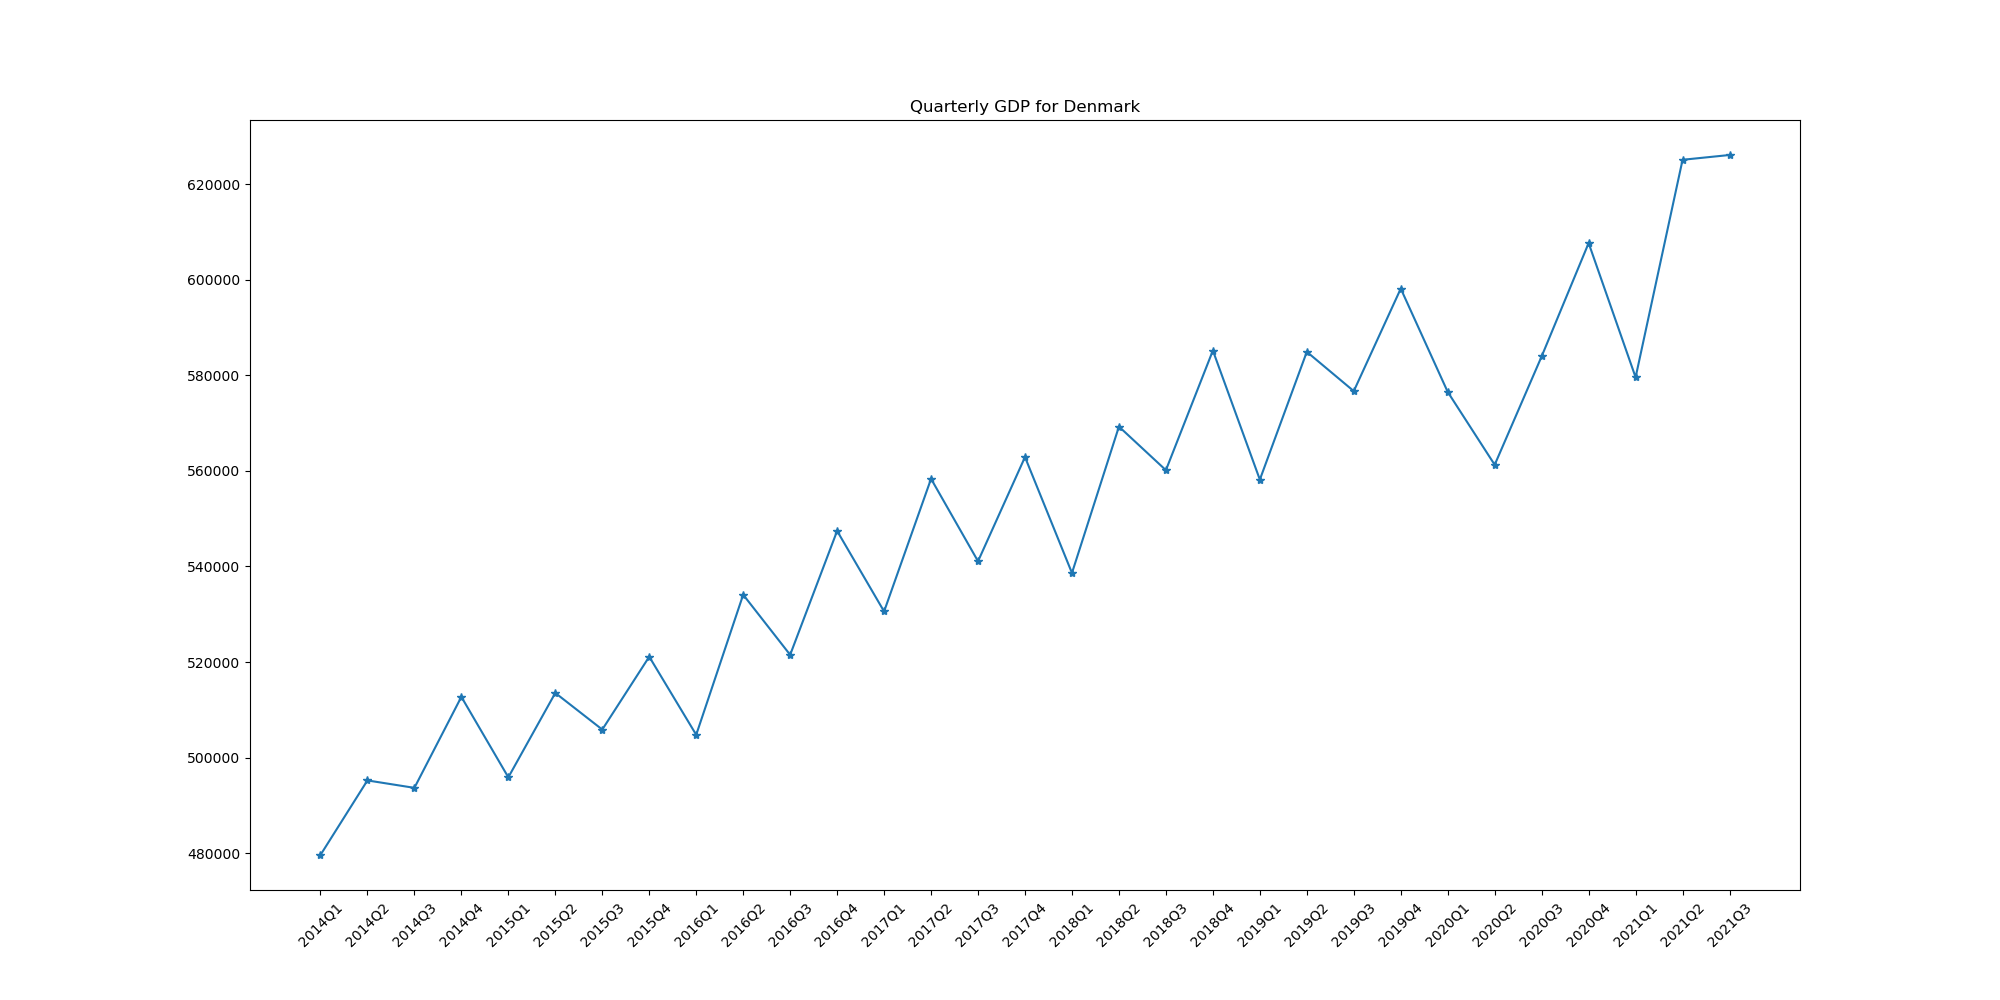 Quarterly GDP for Denmark
620000
600000
580000
560000
540000
520000
500000
480000
2014Q1
2014Q2
2014Q3
2014Q4
2015Q1
2015Q2
2015Q3
2015Q4
2016Q1
2016Q2
2016Q3
2016Q4
2017Q1
2017Q2
2017Q3
2017Q4
2018Q1
2018Q2
2018Q3
2018Q4
2019Q1
2019Q2
2019Q3
2019Q4
2020Q1
2020Q2
2020Q3
2020Q4
2021Q1
2021Q2
2021Q3